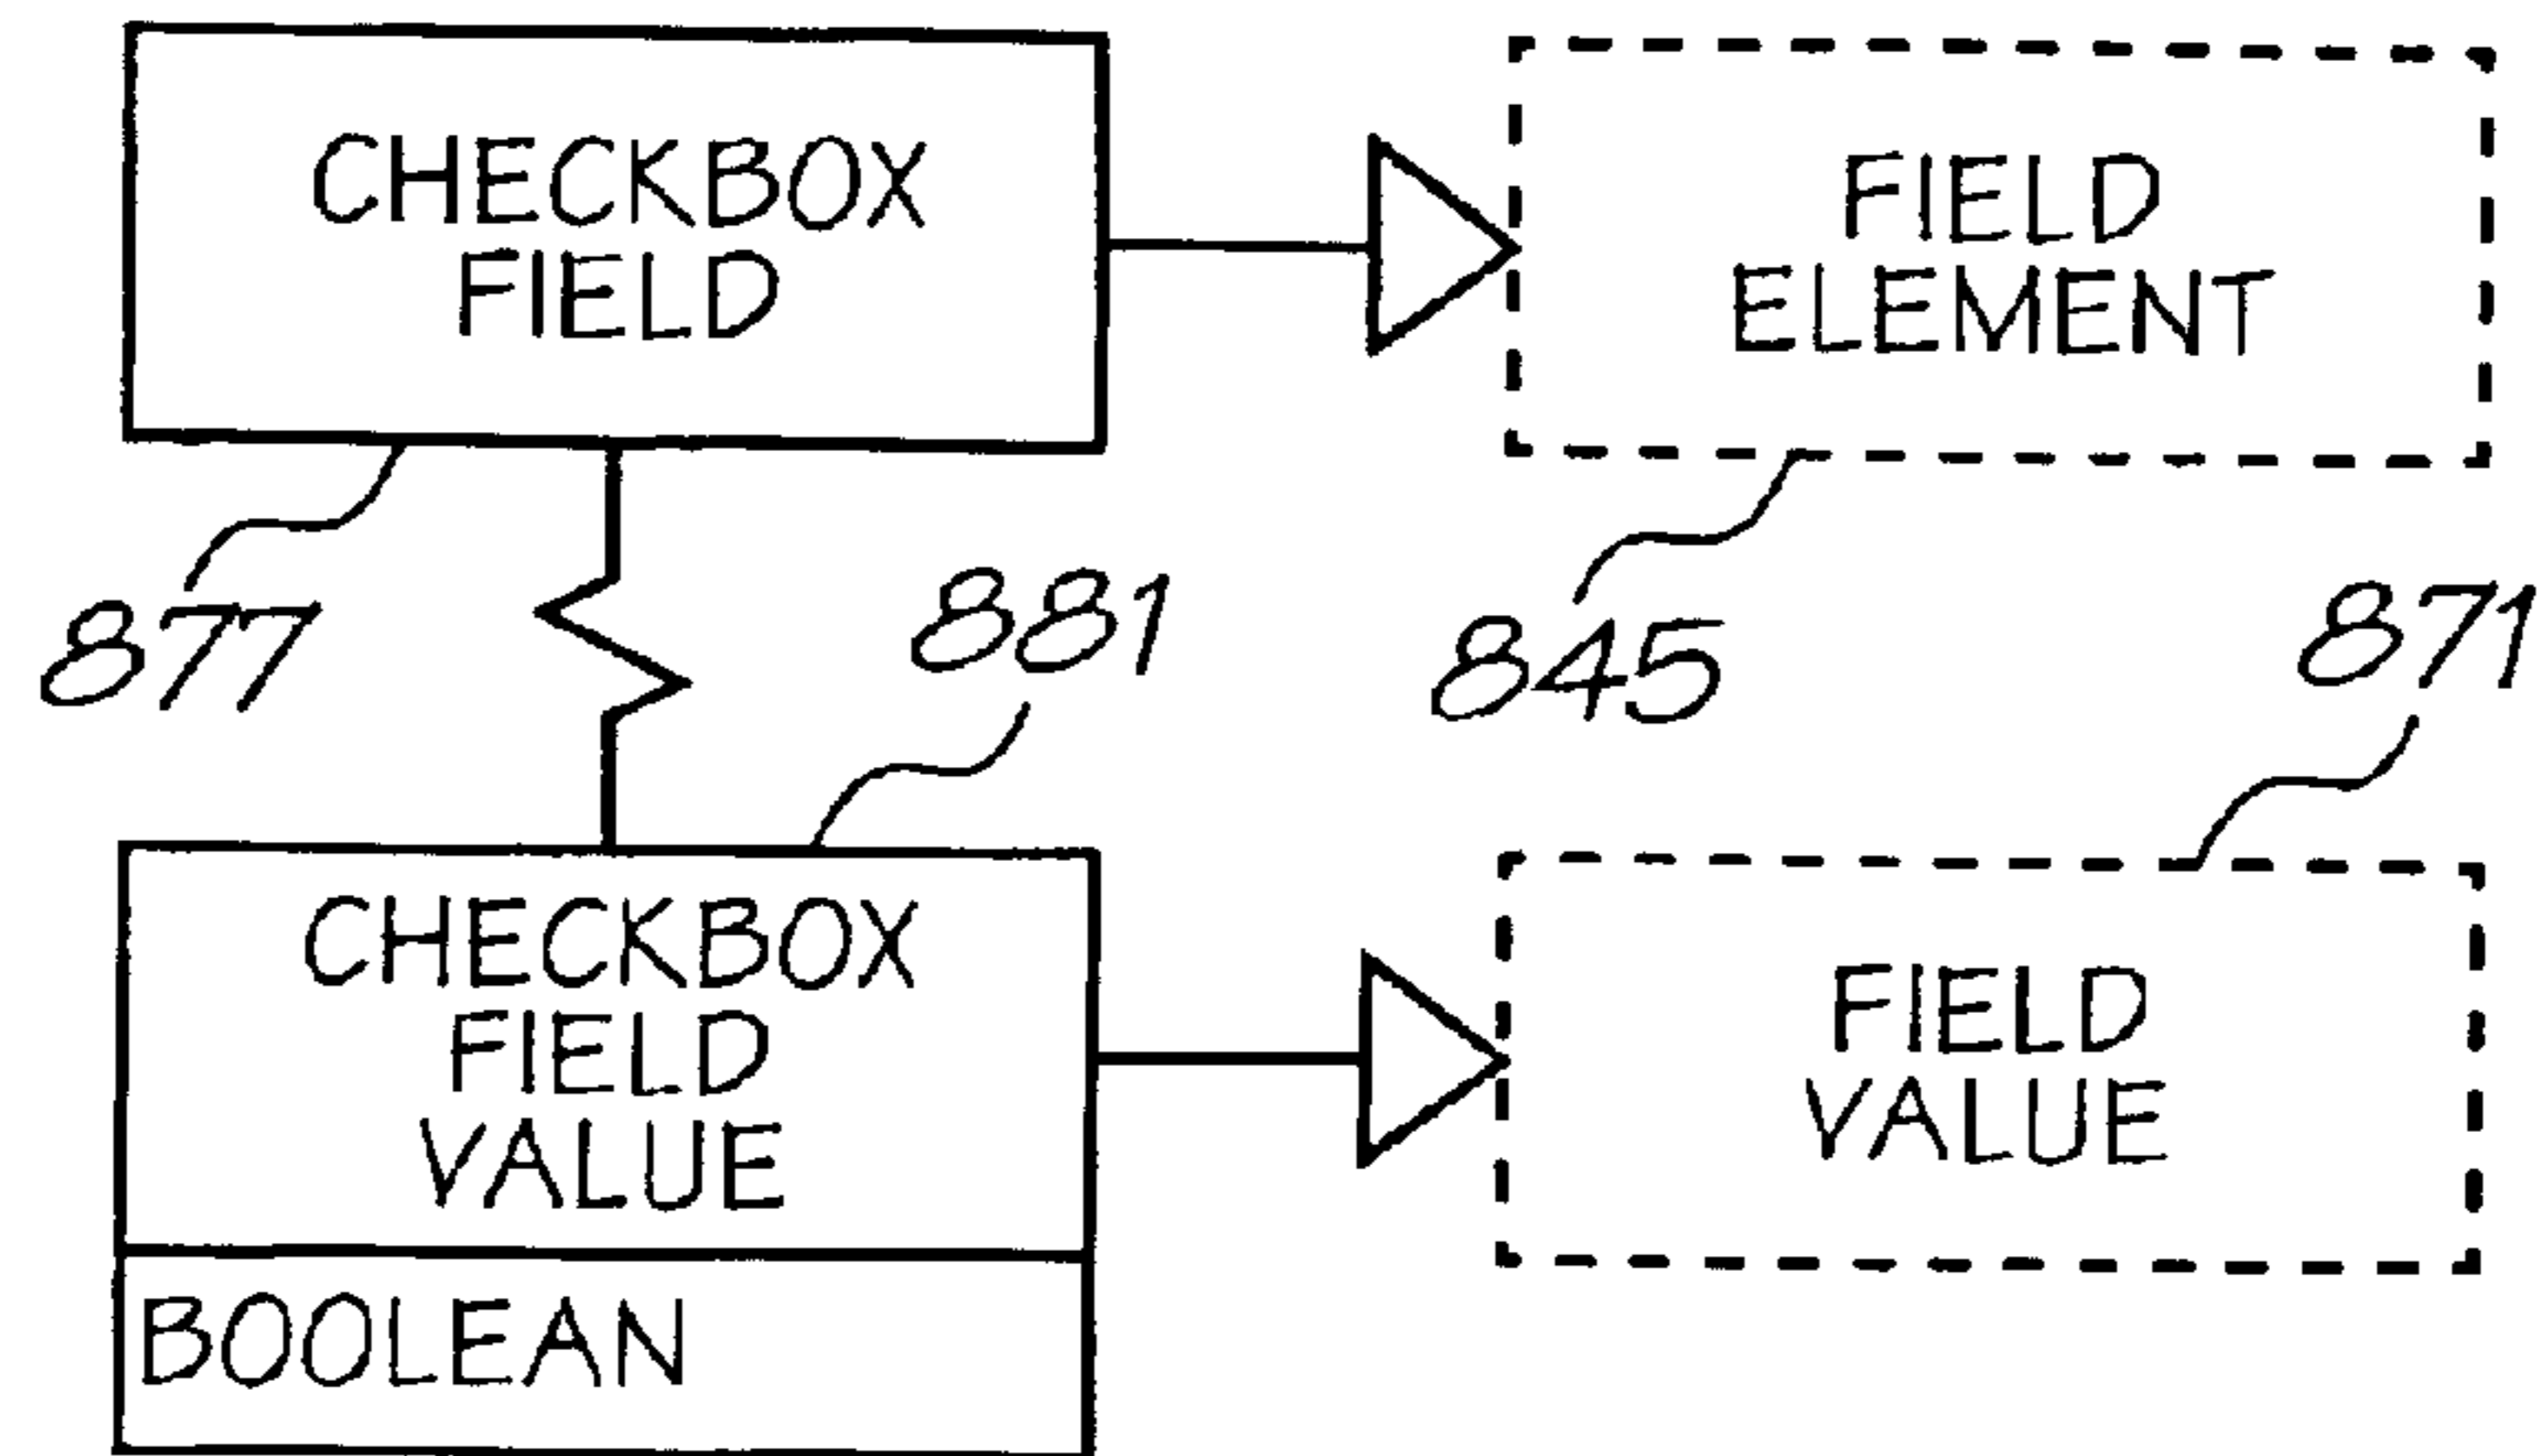 CHECKBOX
FIELD
FIELD
ELEMENT
877
881
845
871
CHECKBOX
FIELD
VALUE
FIELD
VALUE
BOOLEAN